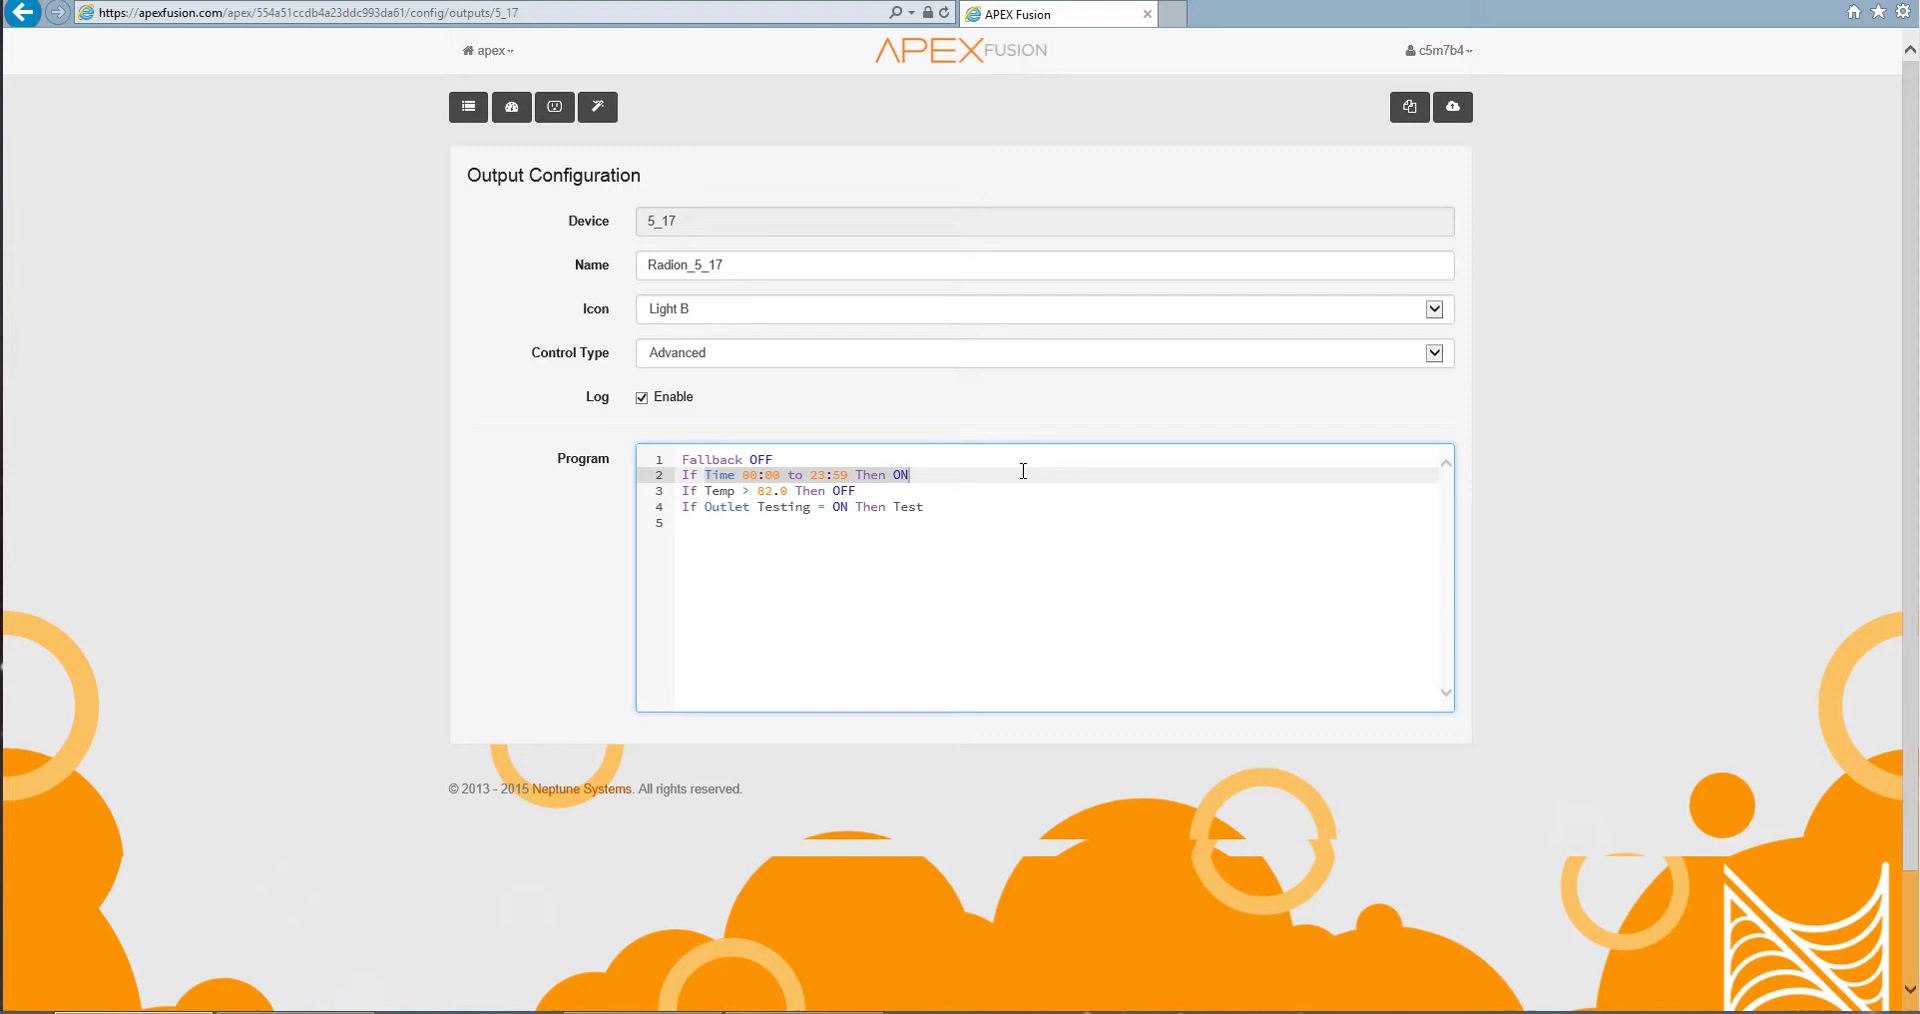 https://apexfusion.com/apex/554a51ccdb4a23ddc993da61/config/outputs/5_17
APEX Fusion
apex
APEX FUSION
c5m7b4
Output Configuration
Device 5_17
Name Radion_5_17
Icon Light B
Control Type Advanced
Log Enable
Program
1 Fallback OFF
2 If Time 00:00 to 23:59 Then ON
3 If Temp > 82.0 Then OFF
4 If Outlet Testing = ON Then Test
5
© 2013 - 2015 Neptune Systems. All rights reserved.